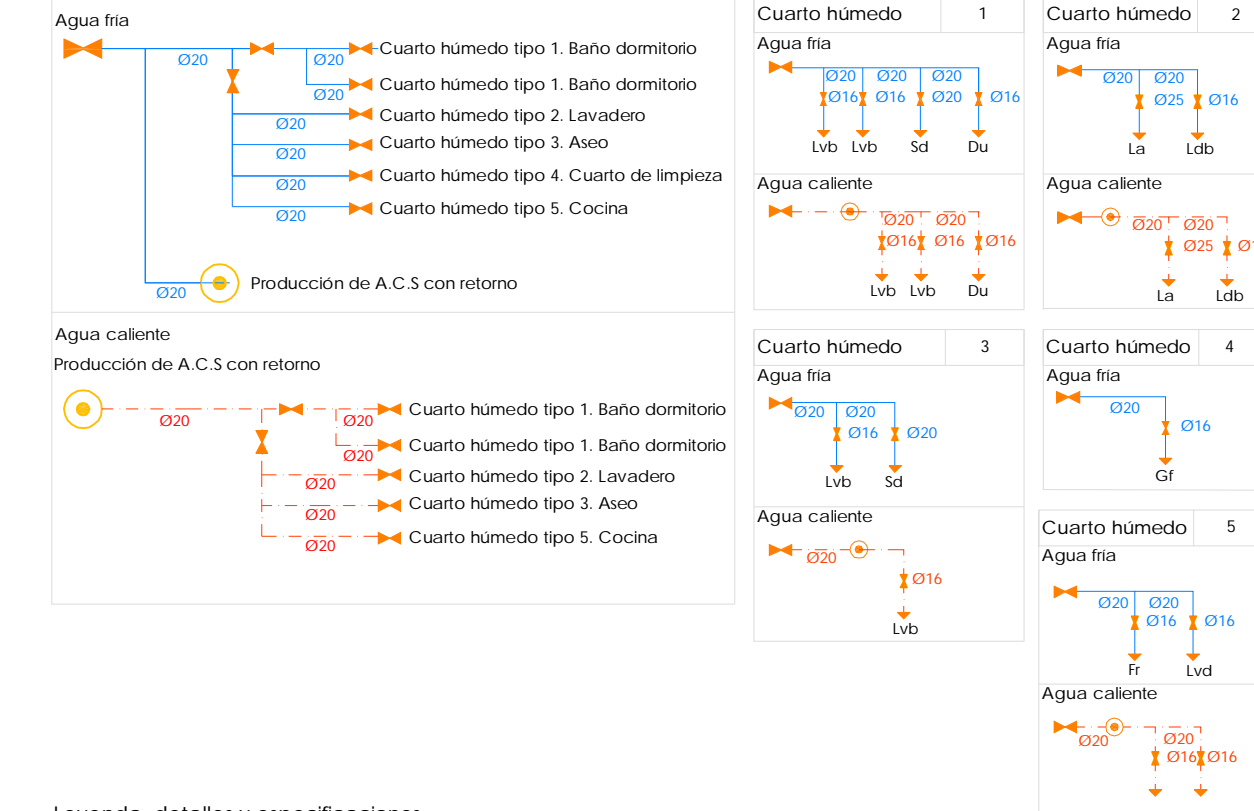 Agua fría
Ø20
Ø20
Cuarto húmedo tipo 1. Baño dormitorio
Ø20
Cuarto húmedo tipo 1. Baño dormitorio
Ø20
Cuarto húmedo tipo 2. Lavadero
Ø20
Cuarto húmedo tipo 3. Aseo
Ø20
Cuarto húmedo tipo 4. Cuarto de limpieza
Ø20
Cuarto húmedo tipo 5. Cocina
Ø20
Producción de A.C.S con retorno
Agua caliente
Producción de A.C.S con retorno
Ø20
Ø20
Cuarto húmedo tipo 1. Baño dormitorio
Ø20
Cuarto húmedo tipo 1. Baño dormitorio
Ø20
Cuarto húmedo tipo 2. Lavadero
Ø20
Cuarto húmedo tipo 3. Aseo
Ø20
Cuarto húmedo tipo 5. Cocina
Cuarto húmedo 1
Agua fría
Ø20 Ø20 Ø20
Ø16 Ø16 Ø20 Ø16
Lvb Lvb Sd Du
Agua caliente
Ø20 Ø20
Ø16 Ø16 Ø16
Lvb Lvb Du
Cuarto húmedo 2
Agua fría
Ø20 Ø20
Ø25 Ø16
La Ldb
Agua caliente
Ø20 Ø20
Ø25
La Ldb
Cuarto húmedo 3
Agua fría
Ø20 Ø20
Ø16 Ø20
Lvb Sd
Agua caliente
Ø20
Ø16
Lvb
Cuarto húmedo 4
Agua fría
Ø20
Ø16
Gf
Cuarto húmedo 5
Agua fría
Ø20 Ø20
Ø16 Ø16
Fr Lvd
Agua caliente
Ø20 Ø20
Ø16 Ø16
Leyenda, detalles y especificaciones